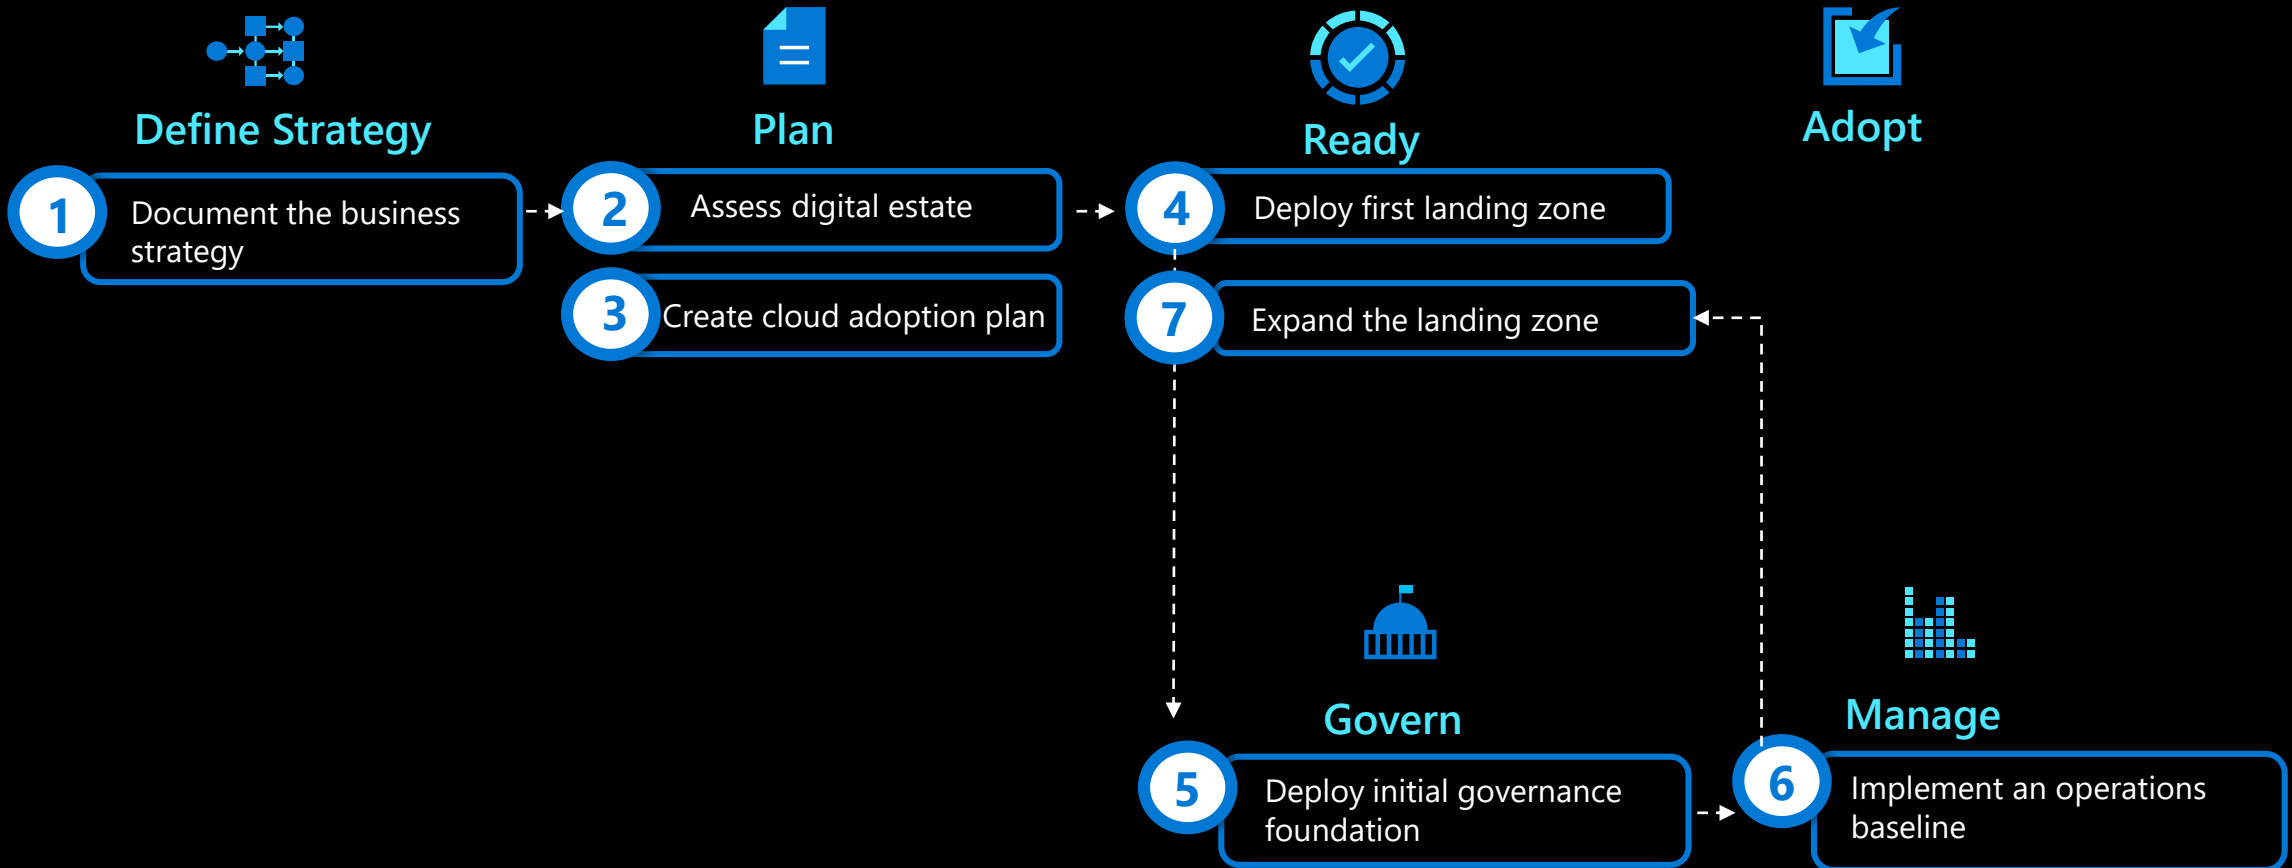 Define Strategy
1
Document the business
strategy
Plan
2
Assess digital estate
3
Create cloud adoption plan
Ready
4
Deploy first landing zone
7
Expand the landing zone
Adopt
Govern
5
Deploy initial governance
foundation
Manage
6
Implement an operations
baseline